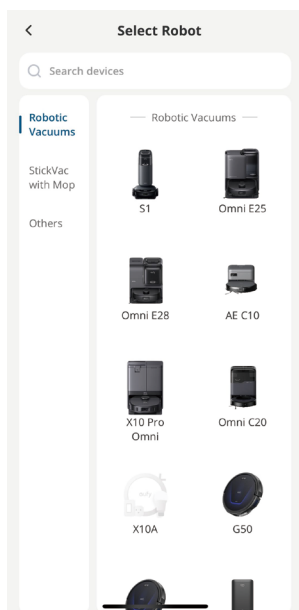 Select Robot
Search devices
Robotic
Vacuums
StickVac
with Mop
Others
Robotic Vacuums
S1
Omni E25
Omni E28
AE C10
X10 Pro
Omni
Omni C20
X10A
G50